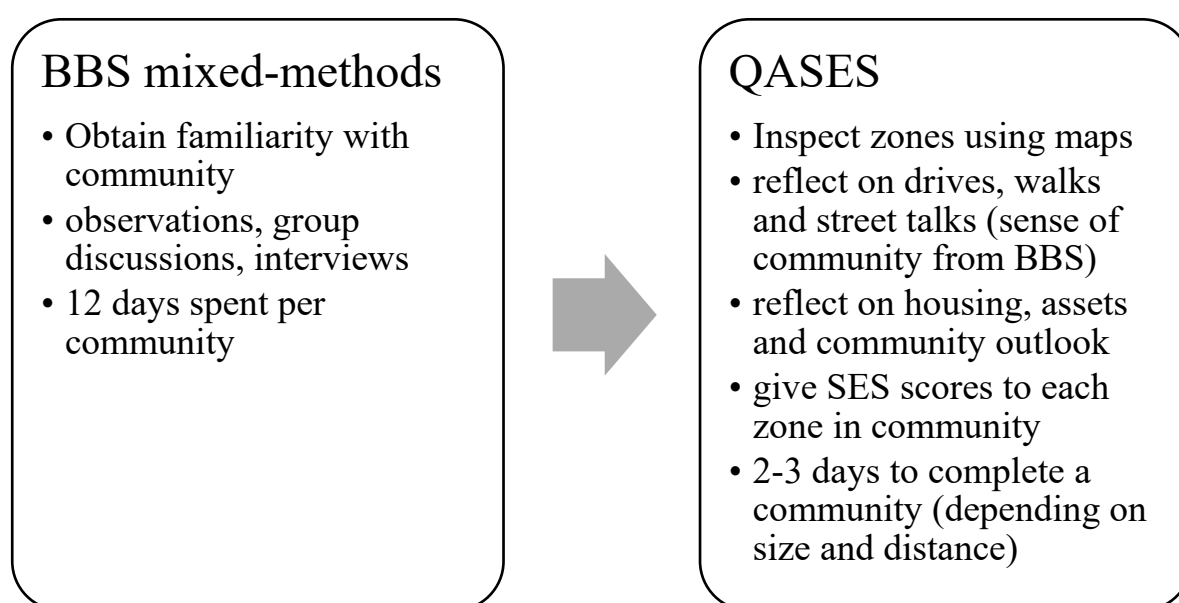 BBS mixed-methods
• Obtain familiarity with
community
• observations, group
discussions, interviews
• 12 days spent per
community
QASES
• Inspect zones using maps
• reflect on drives, walks
and street talks (sense of
community from BBS)
• reflect on housing, assets
and community outlook
• give SES scores to each
zone in community
• 2-3 days to complete a
community (depending on
size and distance)